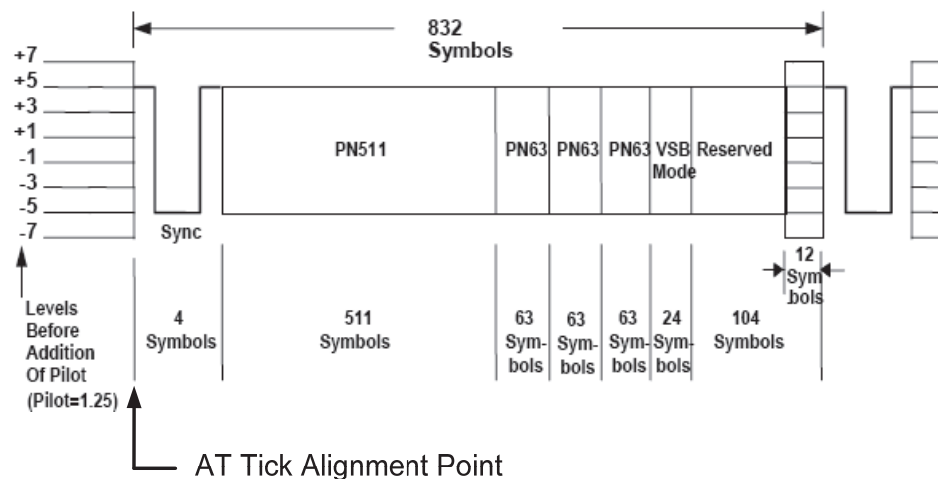 832
Symbols
+7
+5
+3
+1
-1
-3
-5
-7
PN511
PN63
PN63
PN63
VSB
Mode
Reserved
Sync
Levels
Before
Addition
Of Pilot
(Pilot=1.25)
4
Symbols
511
Symbols
63
Sym-
bols
63
Sym-
bols
63
Sym-
bols
24
Sym-
bols
104
Symbols
12
Sym
bols
AT Tick Alignment Point